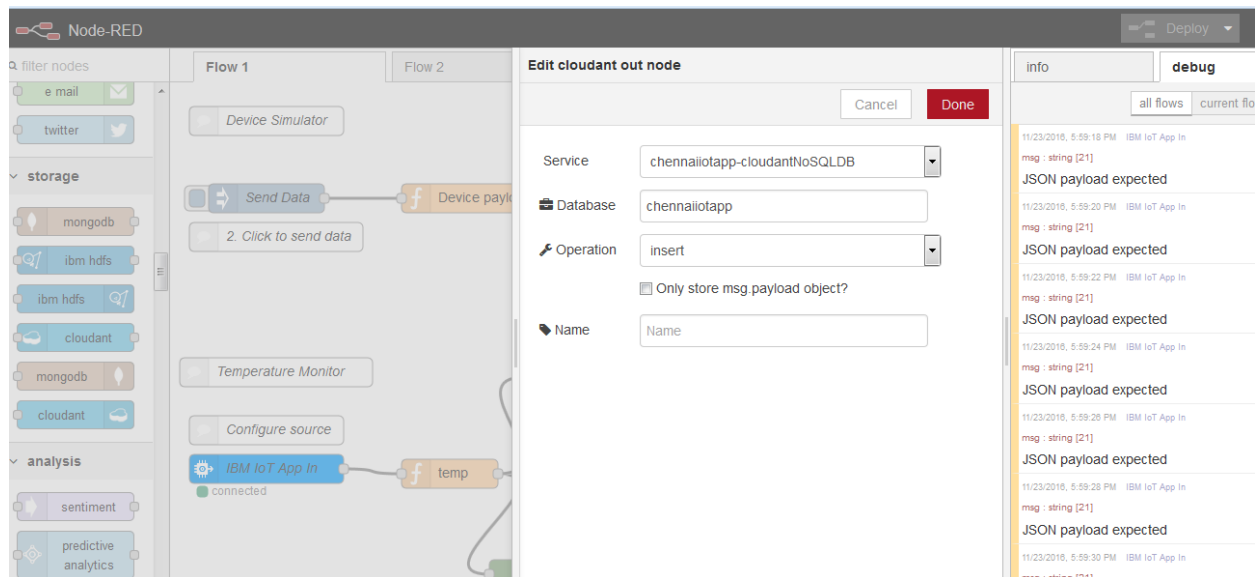 Node-RED
Deploy
filter nodes
e mail
twitter
storage
mongodb
ibm hdfs
ibm hdfs
cloudant
mongodb
cloudant
analysis
sentiment
predictive
analytics
Flow 1
Flow 2
Device Simulator
Send Data
Device paylo
2. Click to send data
Temperature Monitor
Configure source
IBM IoT App In
connected
temp
Edit cloudant out node
Cancel
Done
Service
chennaiiotapp-cloudantNoSQLDB
Database
chennaiiotapp
Operation
insert
Only store msg.payload object?
Name
Name
info
debug
all flows
current flo
11/23/2016, 5:59:18 PM IBM IoT App In
msg : string [21]
JSON payload expected
11/23/2016, 5:59:20 PM IBM IoT App In
msg : string [21]
JSON payload expected
11/23/2016, 5:59:22 PM IBM IoT App In
msg : string [21]
JSON payload expected
11/23/2016, 5:59:24 PM IBM IoT App In
msg : string [21]
JSON payload expected
11/23/2016, 5:59:26 PM IBM IoT App In
msg : string [21]
JSON payload expected
11/23/2016, 5:59:28 PM IBM IoT App In
msg : string [21]
JSON payload expected
11/23/2016, 5:59:30 PM IBM IoT App In